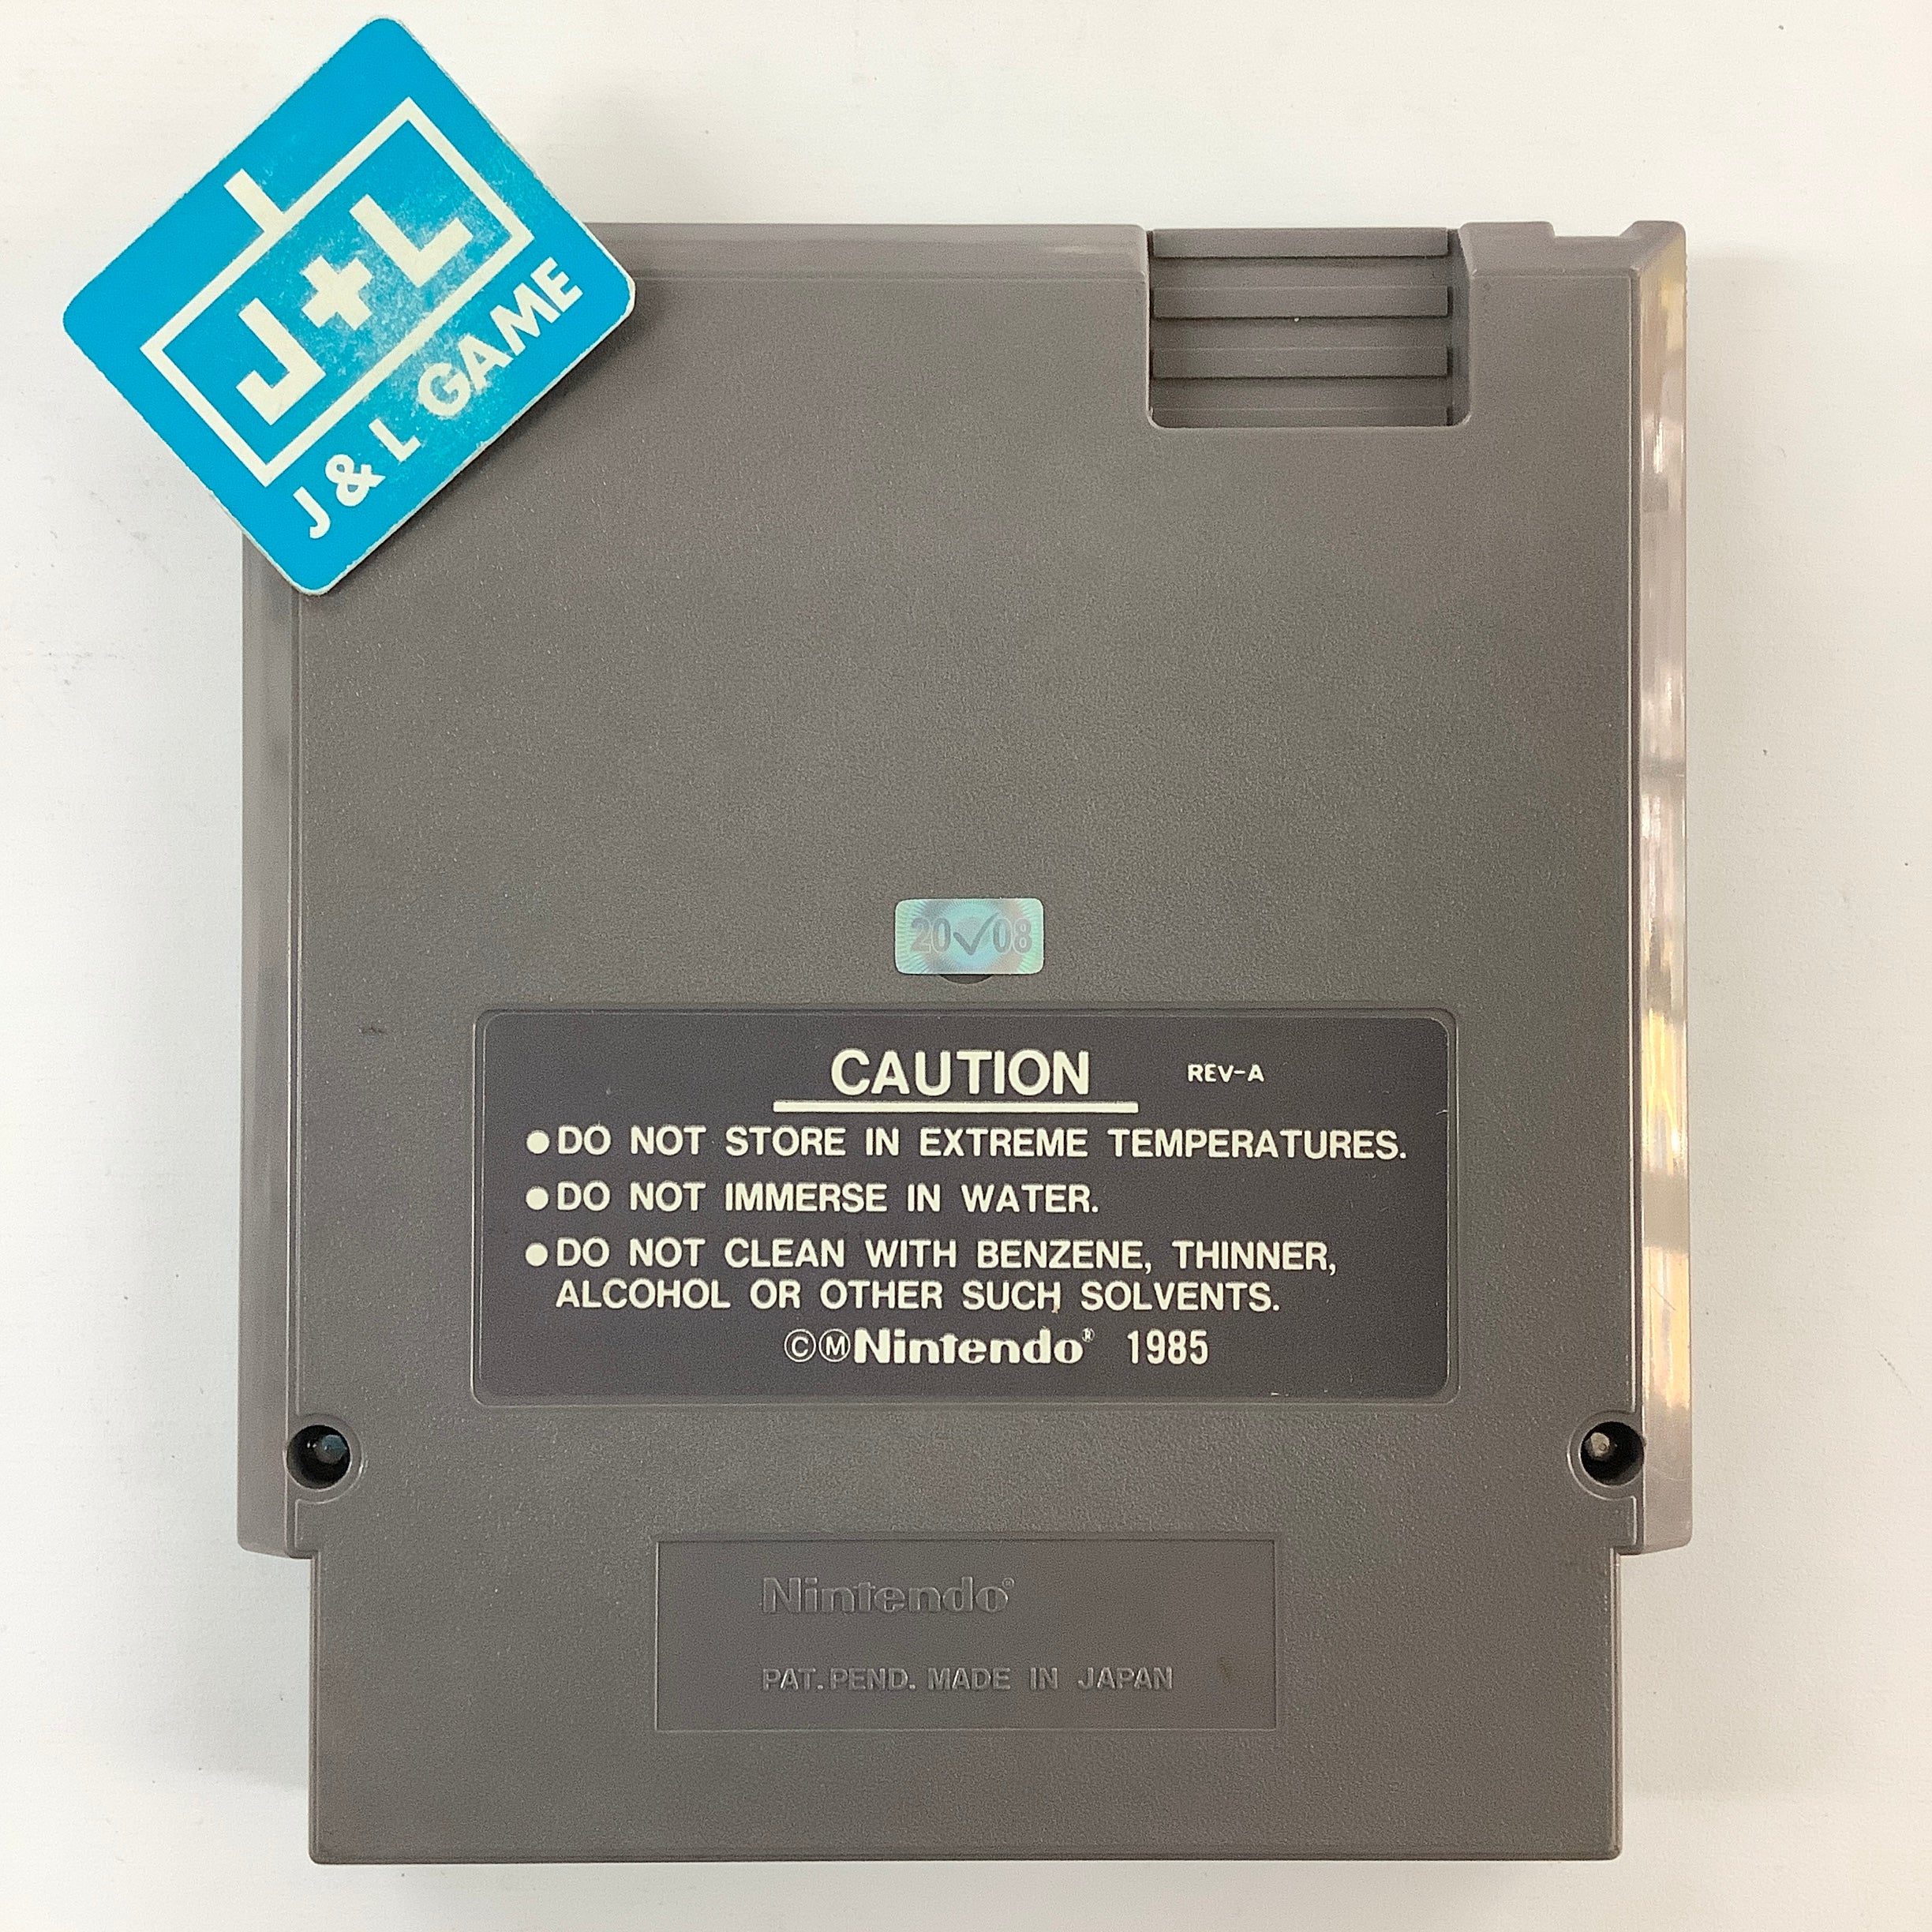 J+L
J & L GAME
20✓08
CAUTION REV-A
●DO NOT STORE IN EXTREME TEMPERATURES.
●DO NOT IMMERSE IN WATER.
●DO NOT CLEAN WITH BENZENE, THINNER,
ALCOHOL OR OTHER SUCH SOLVENTS.
ⒸⓂNintendo® 1985
Nintendo®
PAT. PEND. MADE IN JAPAN